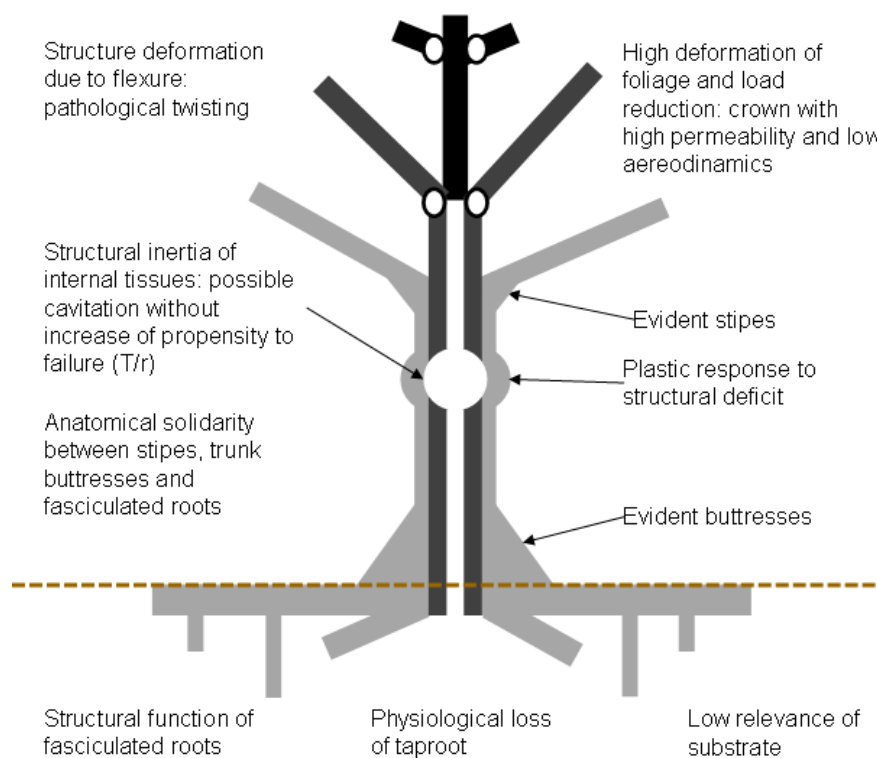 Structure deformation
due to flexure:
pathological twisting
High deformation of
foliage and load
reduction: crown with
high permeability and low
aereodinamics
Structural inertia of
internal tissues: possible
cavitation without
increase of propensity to
failure (T/r)
Evident stipes
Plastic response to
structural deficit
Anatomical solidarity
between stipes, trunk
buttresses and
fasciculated roots
Evident buttresses
Structural function of
fasciculated roots
Physiological loss
of taproot
Low relevance of
substrate